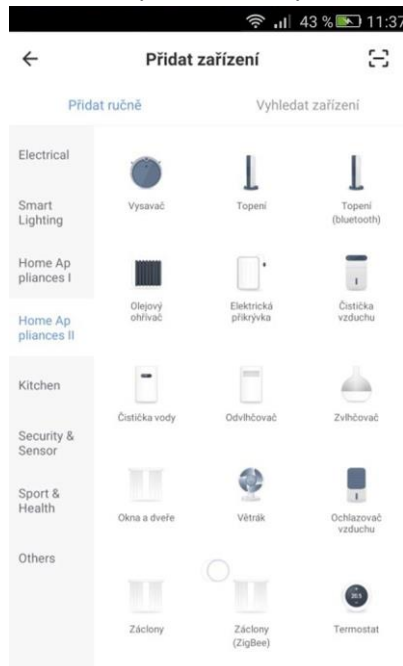 43 % 11:37
Přidat zařízení
Přidat ručně
Vyhledat zařízení
Electrical
Smart
Lighting
Home Ap
pliances I
Home Ap
pliances II
Kitchen
Security &
Sensor
Sport &
Health
Others
Vysavač
Topení
Topení
(bluetooth)
Olejový
ohřívač
Elektrická
přikrývka
Čistička
vzduchu
Čistička vody
Odvlhčovač
Zvlhčovač
Okna a dveře
Větrák
Ochlazovač
vzduchu
Záclony
Záclony
(ZigBee)
Termostat